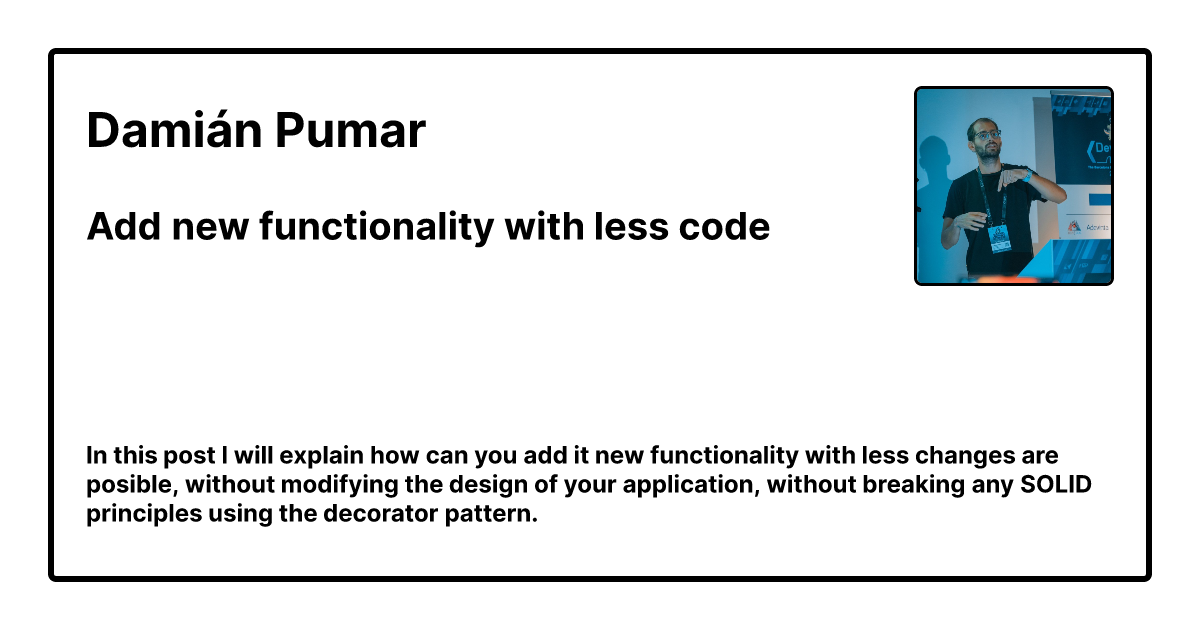 Damián Pumar
Add new functionality with less code
In this post I will explain how can you add it new functionality with less changes are
posible, without modifying the design of your application, without breaking any SOLID
principles using the decorator pattern.